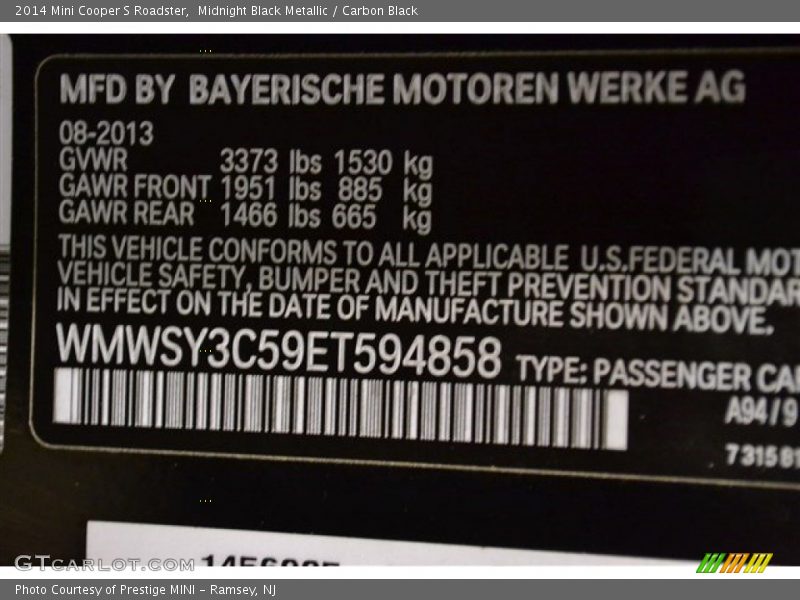 2014 Mini Cooper S Roadster,  Midnight Black Metallic / Carbon Black
MFD BY BAYERISCHE MOTOREN WERKE AG
08-2013
GVWR 3373 lbs 1530 kg
GAWR FRONT 1951 lbs 885 kg
GAWR REAR 1466 lbs 665 kg
THIS VEHICLE CONFORMS TO ALL APPLICABLE U.S.FEDERAL MOT
VEHICLE SAFETY, BUMPER AND THEFT PREVENTION STANDAR
IN EFFECT ON THE DATE OF MANUFACTURE SHOWN ABOVE.
WMWSY3C59ET594858 TYPE: PASSENGER CA
A94/9
731581
GTCARLOT.COM
Photo Courtesy of Prestige MINI - Ramsey, NJ